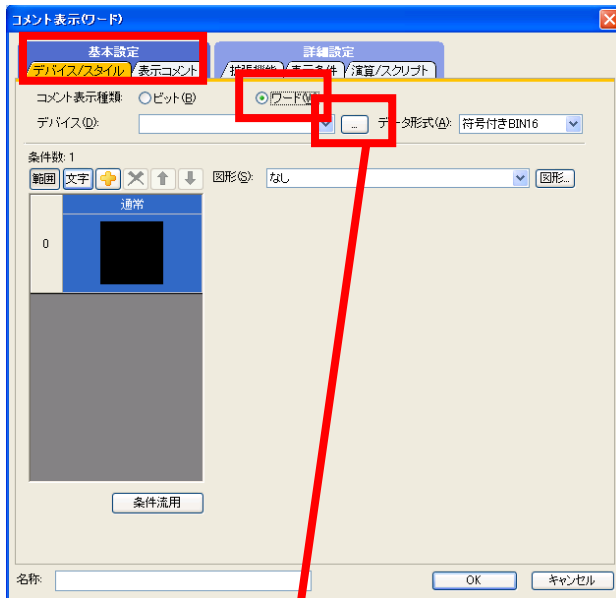 コメント表示(ワード)
基本設定
詳細設定
デバイス/スタイル 表示コメント 拡張機能 表示条件 演算/スクリプト
コメント表示種類: ビット(B) ワード(W)
デバイス(D): ... データ形式(A): 符号付きBIN16
条件数: 1
範囲 文字 図形(S): なし 図形...
通常
0
条件流用
名称:
OK キャンセル